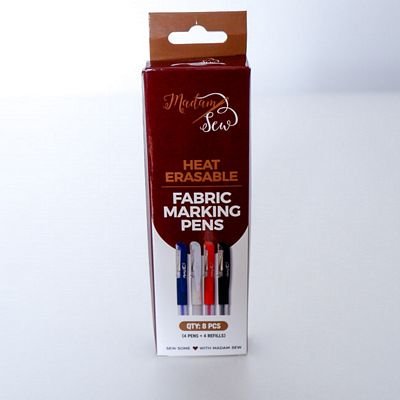 Madam
Sew
HEAT
ERASABLE
FABRIC
MARKING
PENS
QTY: 8 PCS
(4 PENS + 4 REFILLS)
SEW SOME ❤ WITH MADAM SEW